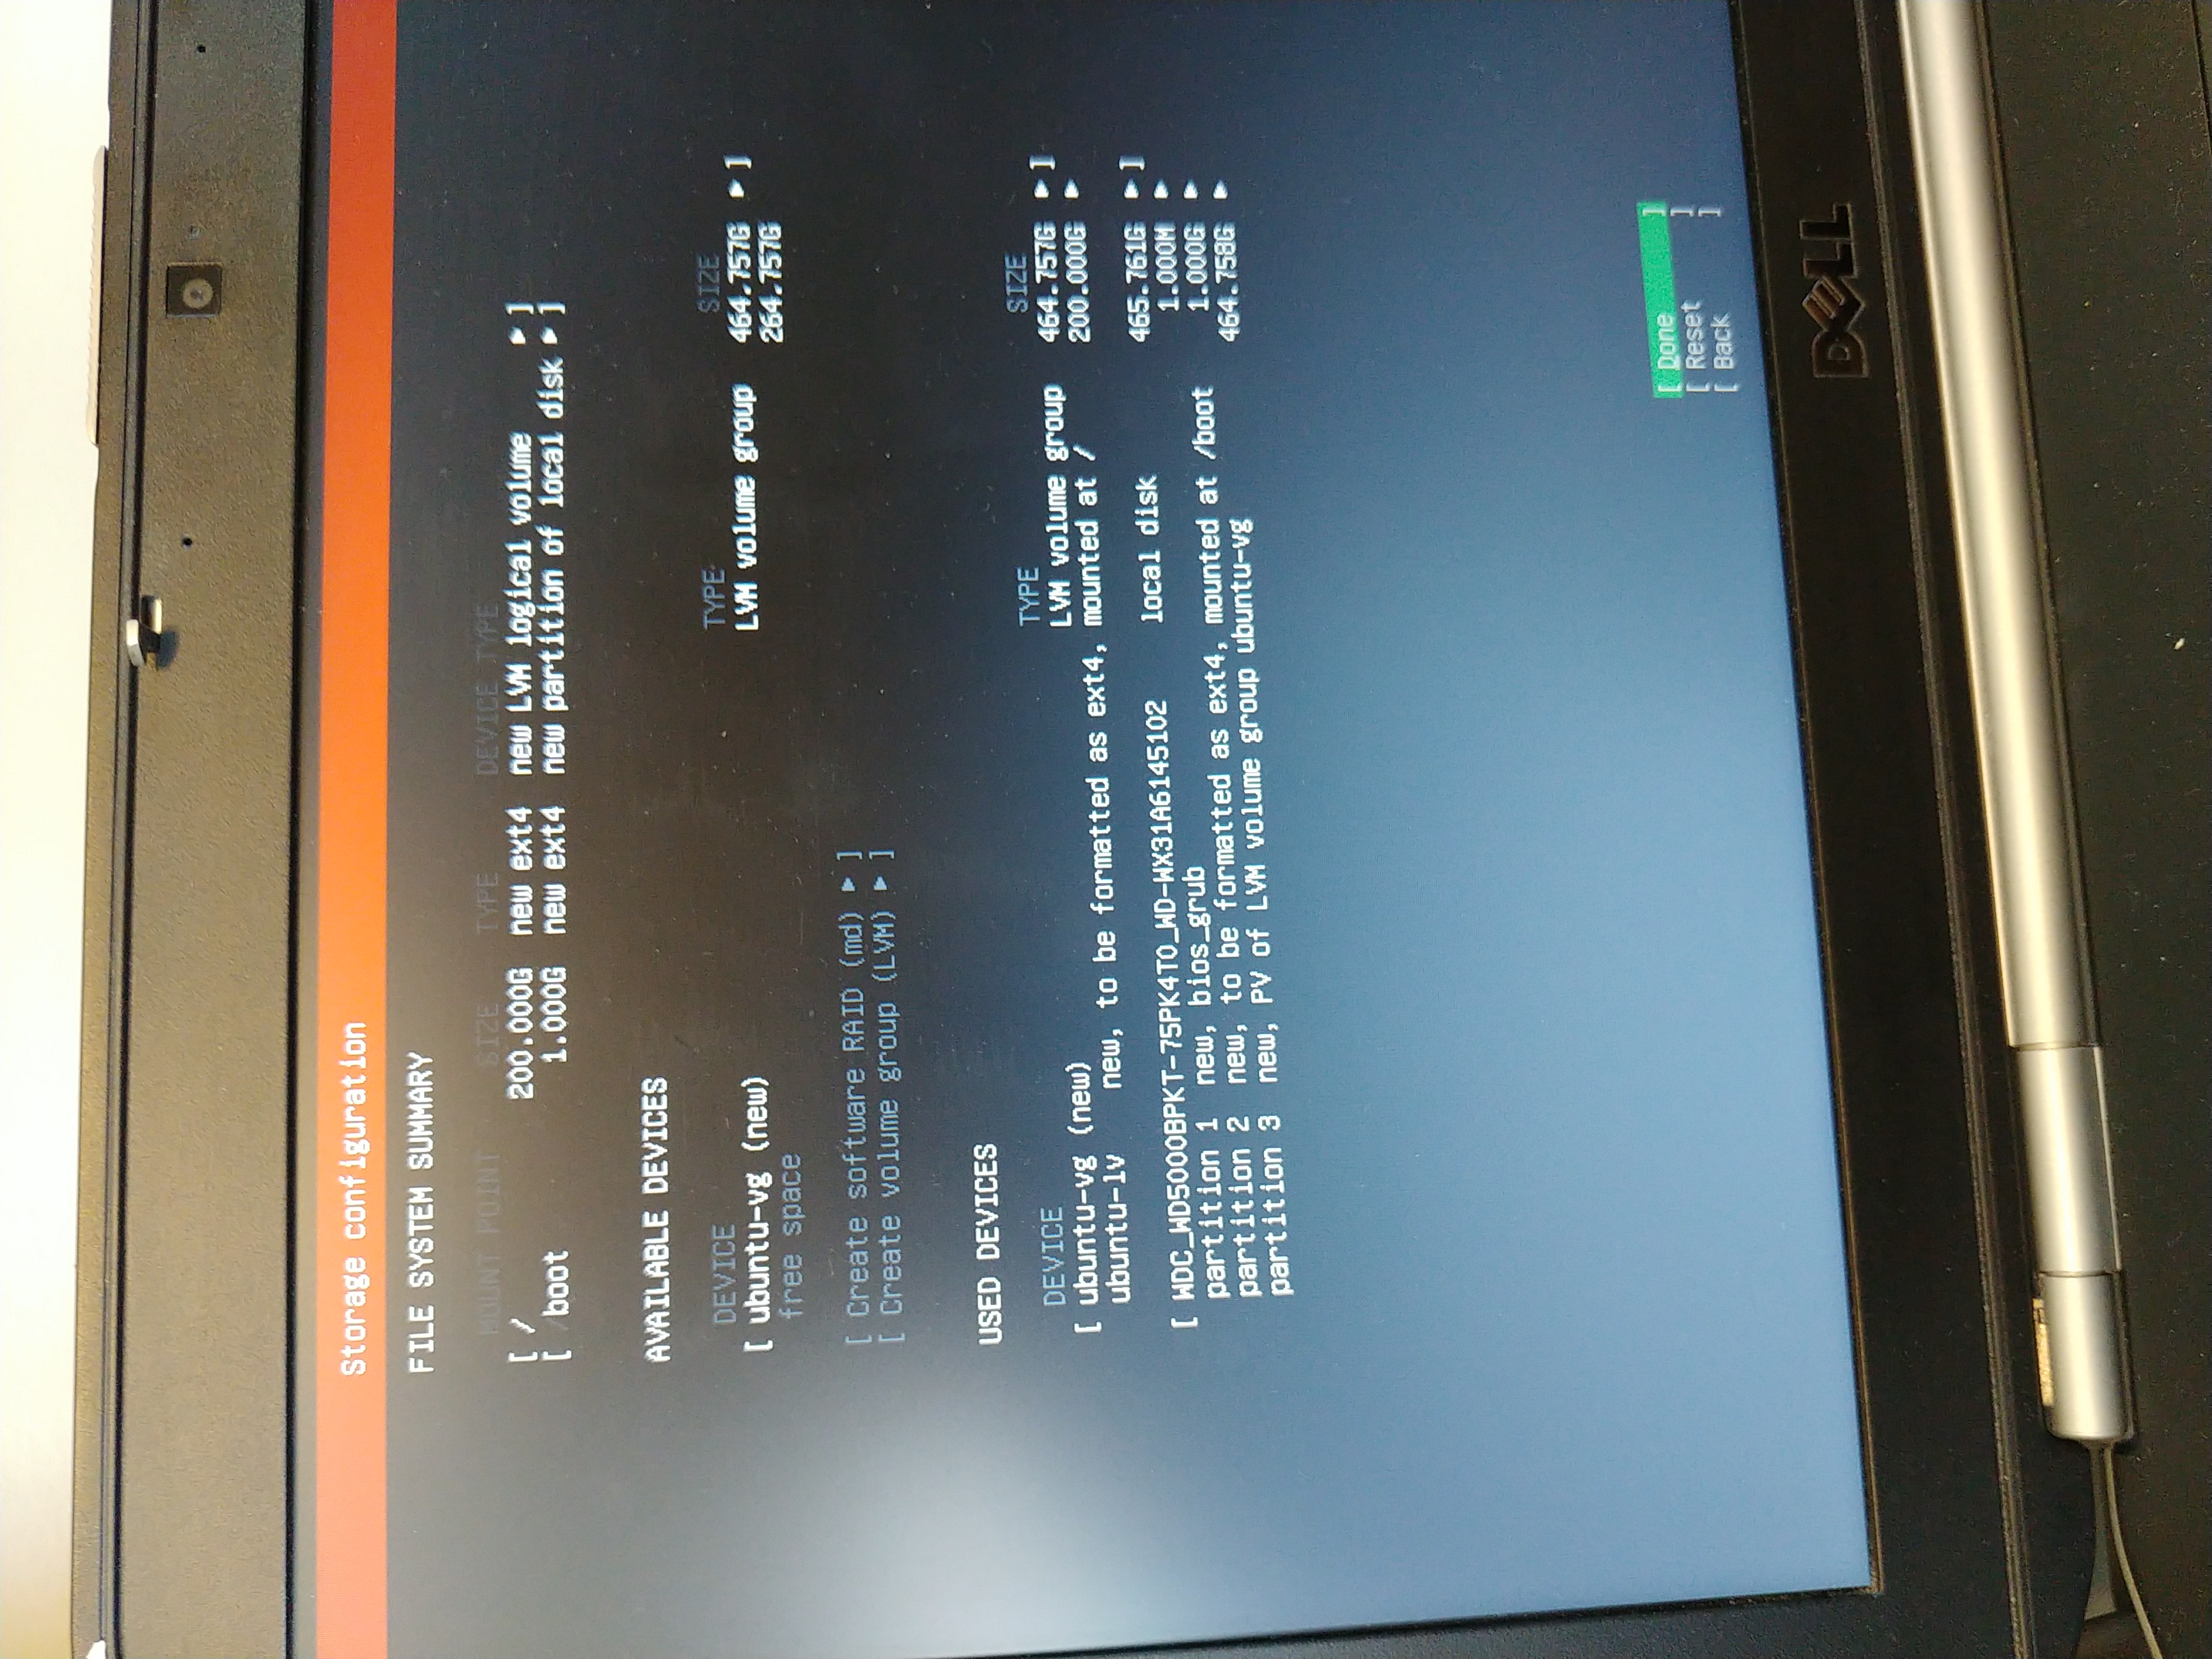 Storage configuration
FILE SYSTEM SUMMARY
MOUNT POINT SIZE TYPE DEVICE TYPE
[ / 200.000G new ext4 new LVM logical volume ▸ ]
[ /boot 1.000G new ext4 new partition of local disk ▸ ]
AVAILABLE DEVICES
DEVICE TYPE SIZE
[ ubuntu-vg (new) LVM volume group 464.757G ▸ ]
free space 264.757G
[ Create software RAID (md) ▸ ]
[ Create volume group (LVM) ▸ ]
USED DEVICES
DEVICE TYPE SIZE
[ ubuntu-vg (new) LVM volume group 464.757G ▸ ]
ubuntu-lv new, to be formatted as ext4, mounted at / 200.000G ▸
[ WDC_WD5000BPKT-75PK4T0_WD-WX31A6145102 local disk 465.761G ▸ ]
partition 1 new, bios_grub 1.000M ▸
partition 2 new, to be formatted as ext4, mounted at /boot 1.000G ▸
partition 3 new, PV of LVM volume group ubuntu-vg 464.758G ▸
[ Done ]
[ Reset ]
[ Back ]
DELL